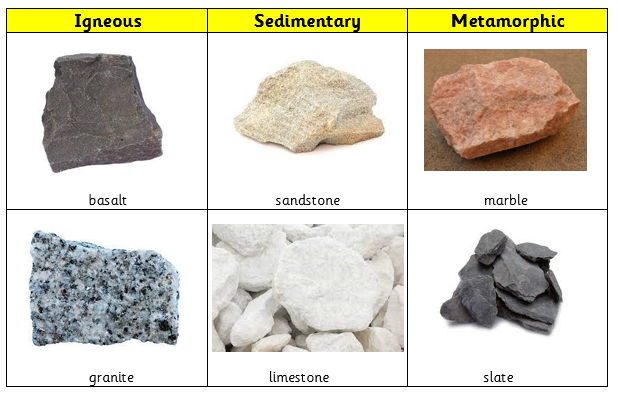 Igneous Sedimentary Metamorphic
basalt sandstone marble
granite limestone slate